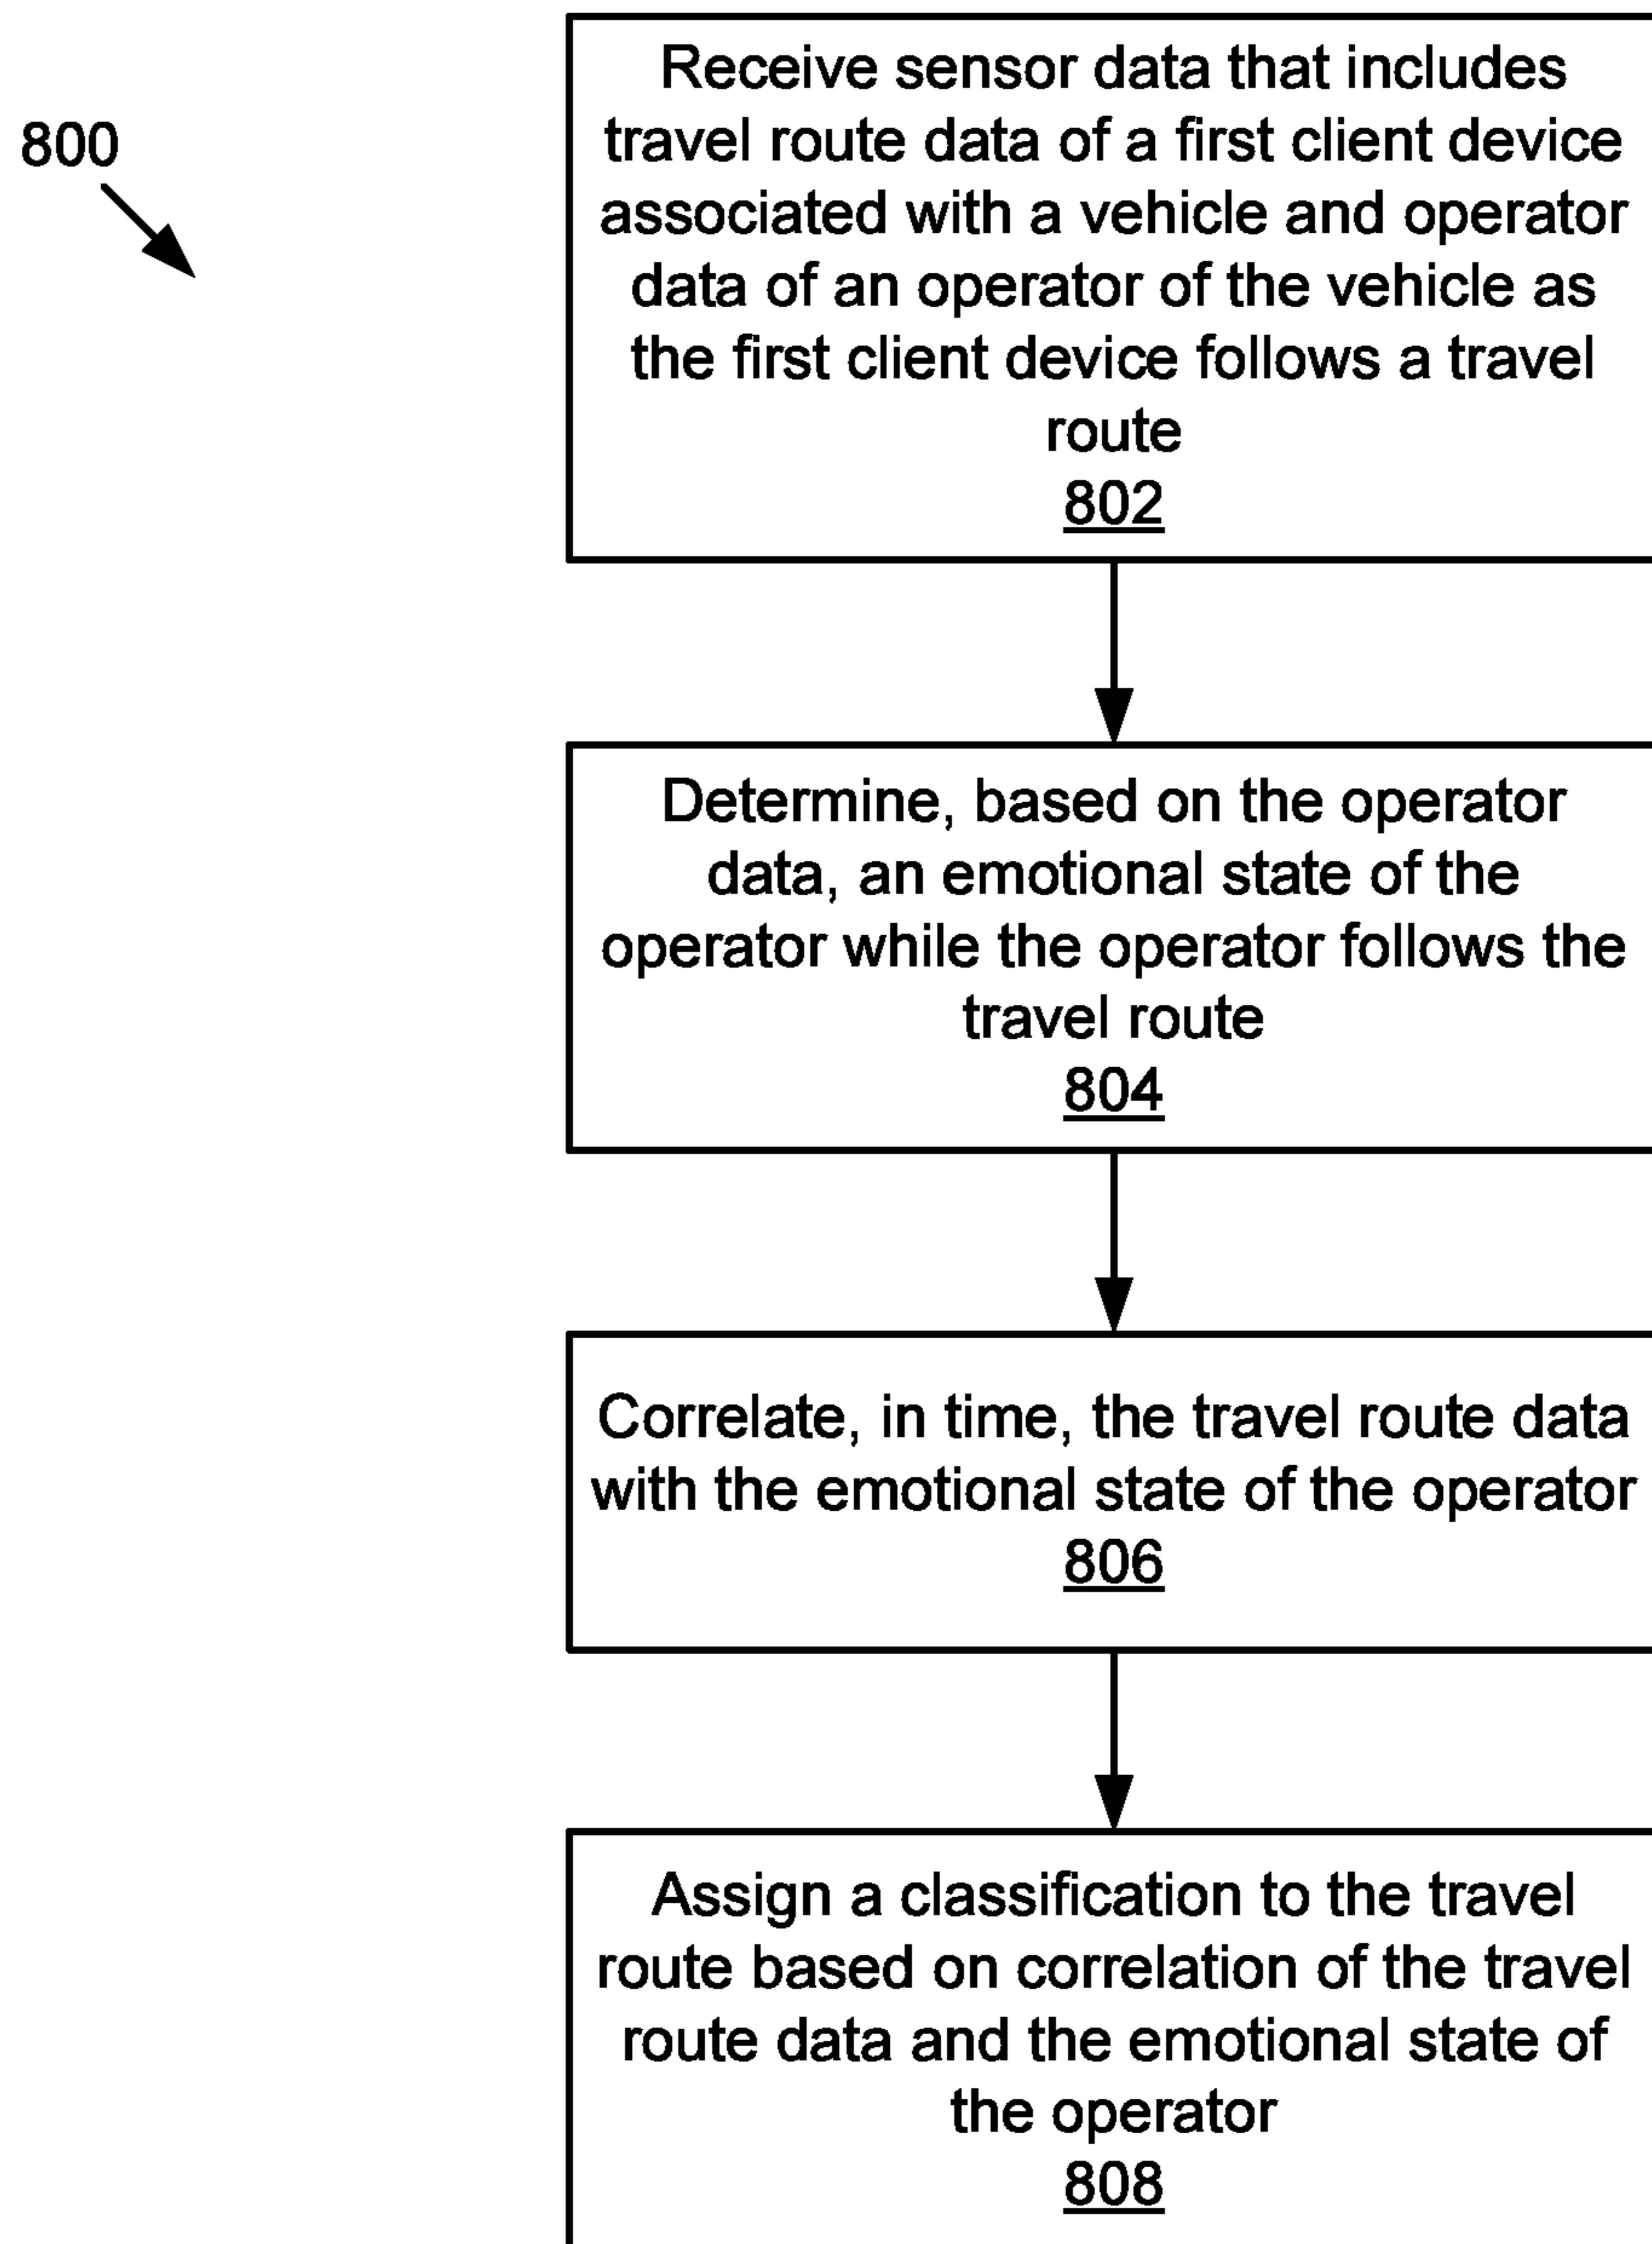 800
Receive sensor data that includes
travel route data of a first client device
associated with a vehicle and operator
data of an operator of the vehicle as
the first client device follows a travel
route
802
Determine, based on the operator
data, an emotional state of the
operator while the operator follows the
travel route
804
Correlate, in time, the travel route data
with the emotional state of the operator
806
Assign a classification to the travel
route based on correlation of the travel
route data and the emotional state of
the operator
808